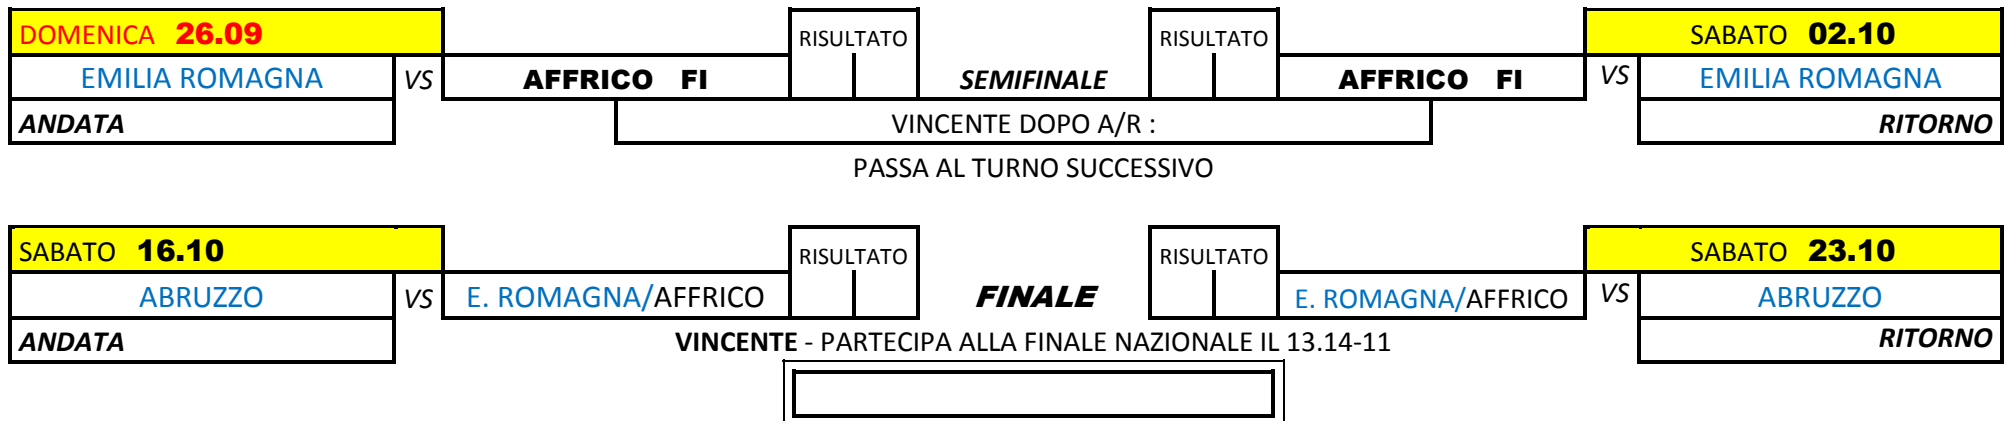 DOMENICA 26.09 RISULTATO RISULTATO SABATO 02.10
EMILIA ROMAGNA VS AFFRICO FI SEMIFINALE AFFRICO FI VS EMILIA ROMAGNA
ANDATA VINCENTE DOPO A/R : RITORNO
PASSA AL TURNO SUCCESSIVO
SABATO 16.10 RISULTATO RISULTATO SABATO 23.10
ABRUZZO VS E. ROMAGNA/AFFRICO FINALE E. ROMAGNA/AFFRICO VS ABRUZZO
ANDATA VINCENTE - PARTECIPA ALLA FINALE NAZIONALE IL 13.14-11 RITORNO